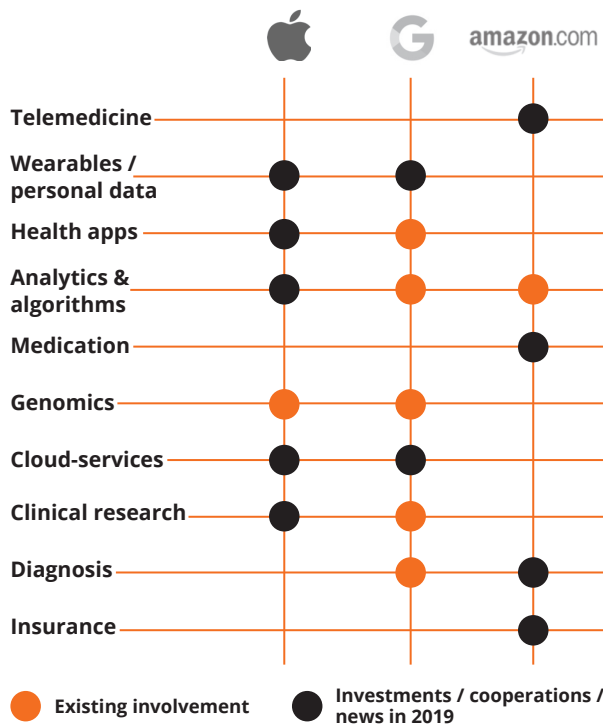 amazon.com
Telemedicine
Wearables /
personal data
Health apps
Analytics &
algorithms
Medication
Genomics
Cloud-services
Clinical research
Diagnosis
Insurance
Existing involvement
Investments / cooperations /
news in 2019